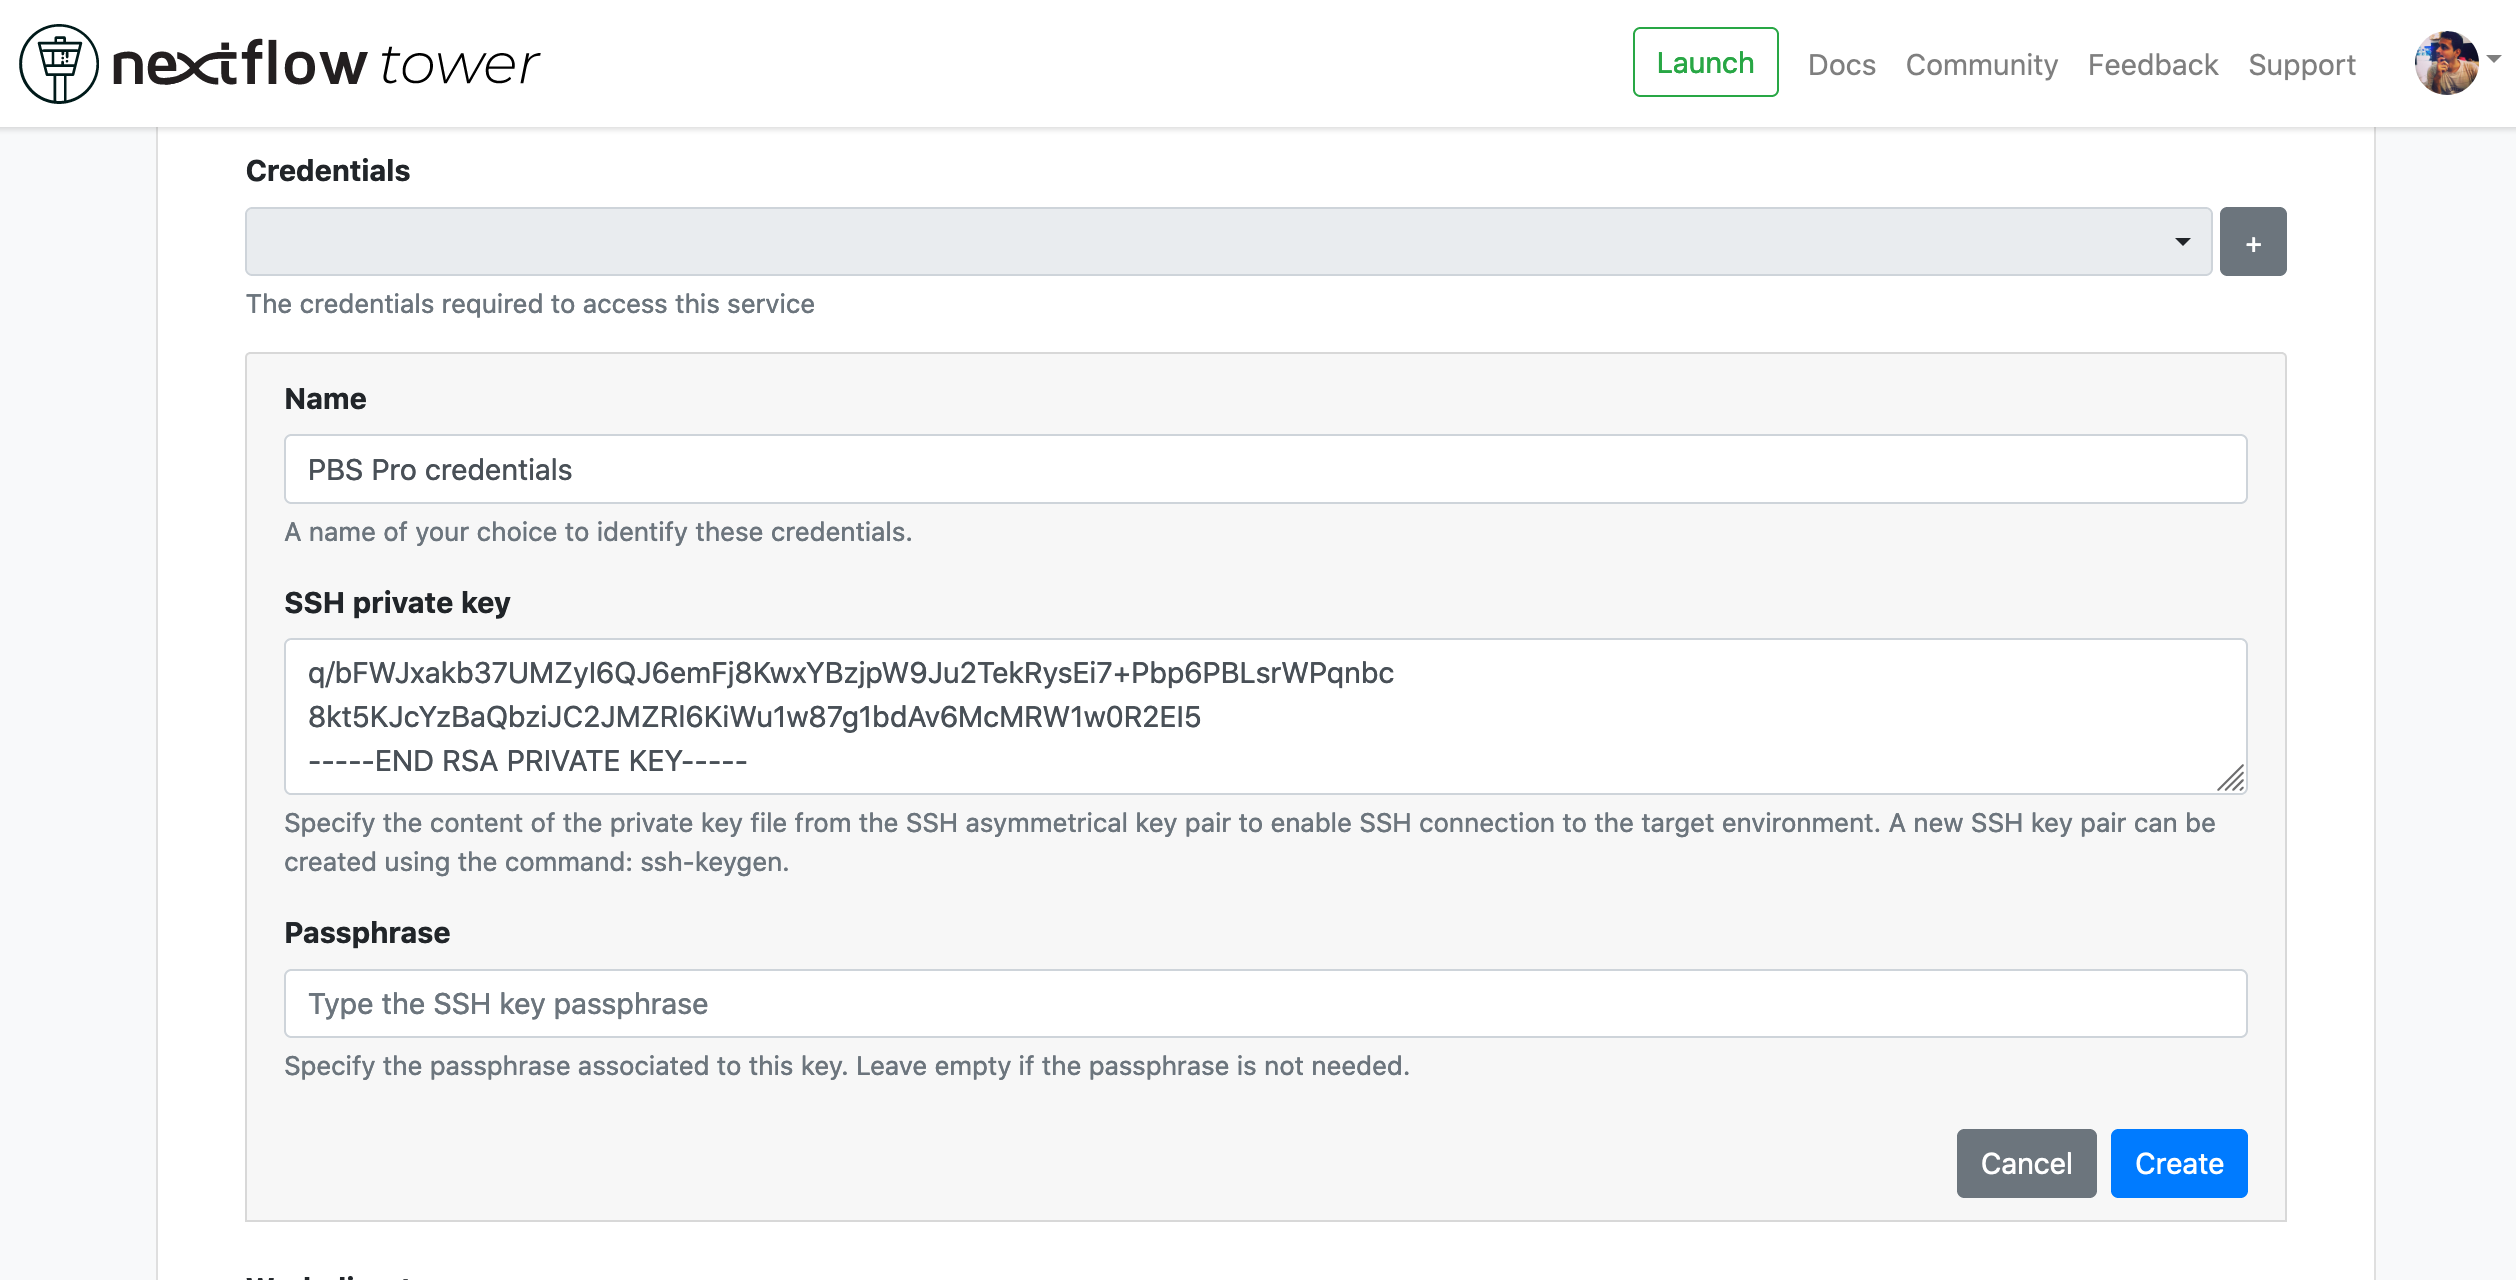 nextflow tower
Launch Docs Community Feedback Support
Credentials
+
The credentials required to access this service
Name
PBS Pro credentials
A name of your choice to identify these credentials.
SSH private key
q/bFWJxakb37UMZyI6QJ6emFj8KwxYBzjpW9Ju2TekRysEi7+Pbp6PBLsrWPqnbc
8kt5KJcYzBaQbziJC2JMZRl6KiWu1w87g1bdAv6McMRW1w0R2EI5
-----END RSA PRIVATE KEY-----
Specify the content of the private key file from the SSH asymmetrical key pair to enable SSH connection to the target environment. A new SSH key pair can be
created using the command: ssh-keygen.
Passphrase
Type the SSH key passphrase
Specify the passphrase associated to this key. Leave empty if the passphrase is not needed.
Cancel Create